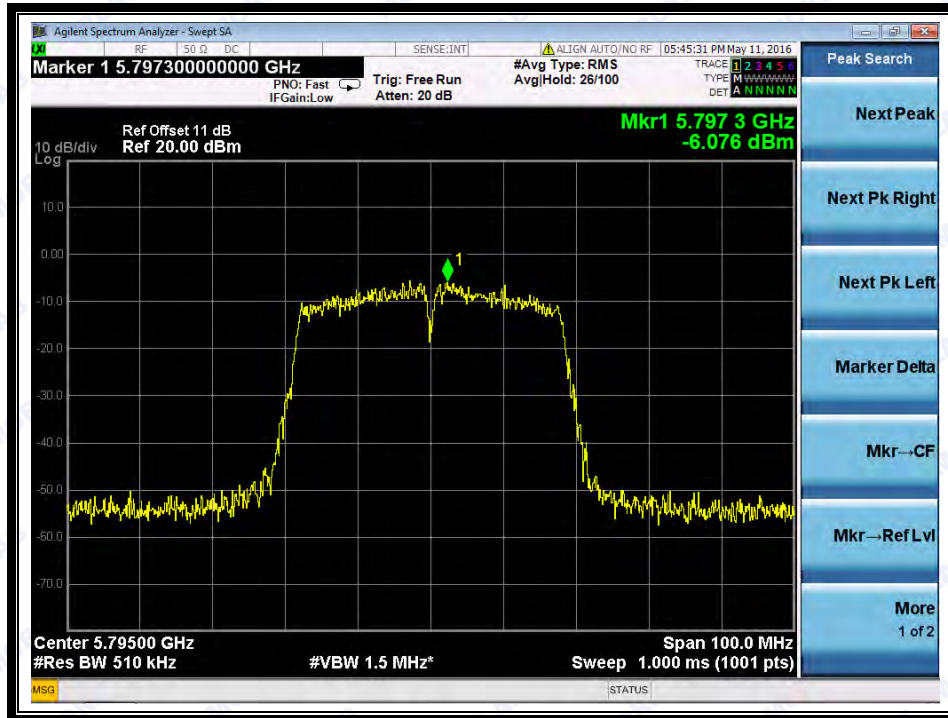 Agilent Spectrum Analyzer - Swept SA
LXI RF 50 Ω DC SENSE:INT ALIGN AUTO/NO RF 05:45:31 PM May 11, 2016
Marker 1 5.797300000000 GHz
PNO: Fast
IFGain:Low
Trig: Free Run
Atten: 20 dB
#Avg Type: RMS
Avg|Hold: 26/100
TRACE 1 2 3 4 5 6
TYPE M WWWWW
DET A N N N N N
Mkr1 5.797 3 GHz
-6.076 dBm
Ref Offset 11 dB
10 dB/div Ref 20.00 dBm
Log
10.0
0.00
1
-10.0
-20.0
-30.0
-40.0
-50.0
-60.0
-70.0
Center 5.79500 GHz Span 100.0 MHz
#Res BW 510 kHz #VBW 1.5 MHz* Sweep 1.000 ms (1001 pts)
MSG STATUS
Peak Search
Next Peak
Next Pk Right
Next Pk Left
Marker Delta
Mkr→CF
Mkr→Ref Lvl
More
1 of 2